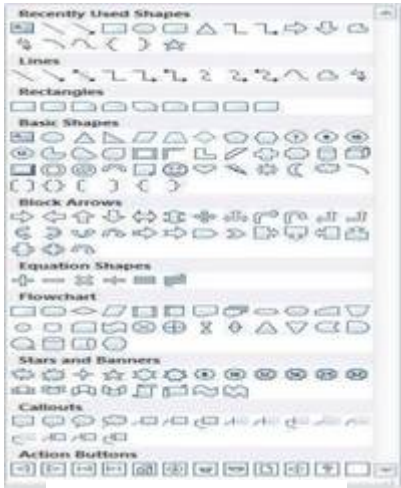 Recently Used Shapes
Lines
Rectangles
Basic Shapes
Block Arrows
Equation Shapes
Flowchart
Stars and Banners
Callouts
Action Buttons